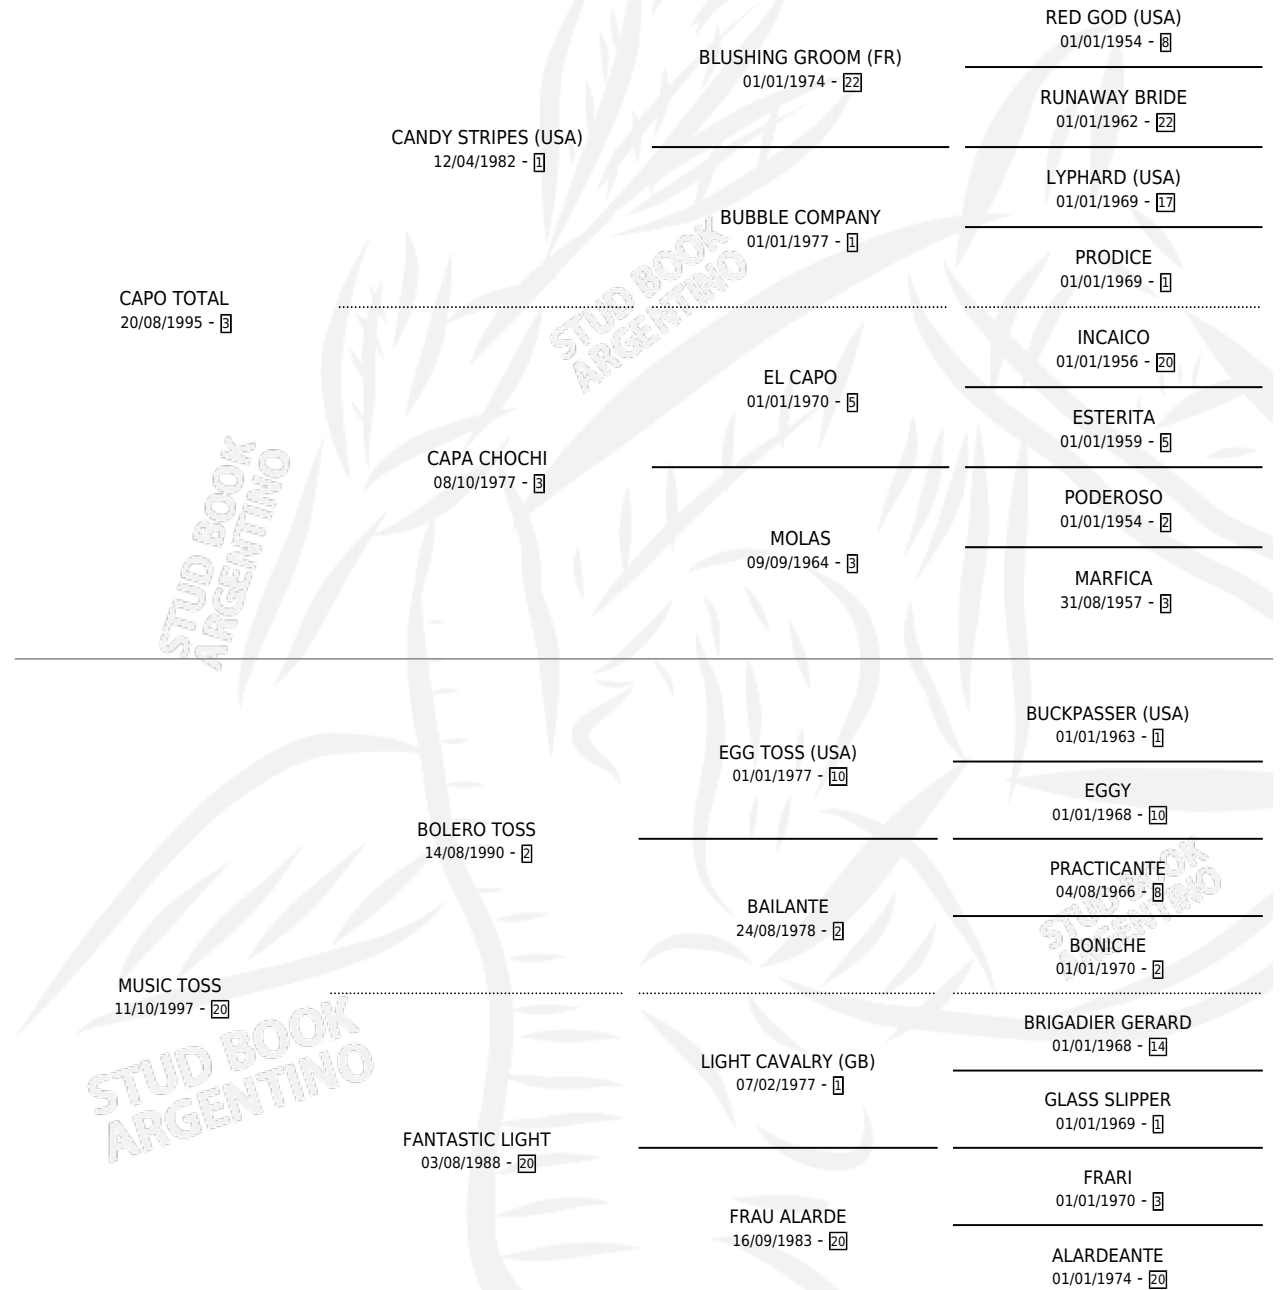 RED GOD (USA)
01/01/1954 - 8
BLUSHING GROOM (FR)
01/01/1974 - 22
RUNAWAY BRIDE
01/01/1962 - 22
CANDY STRIPES (USA)
12/04/1982 - 1
LYPHARD (USA)
01/01/1969 - 17
BUBBLE COMPANY
01/01/1977 - 1
PRODICE
01/01/1969 - 1
CAPO TOTAL
20/08/1995 - 3
STUD BOOK
ARGENTINO
INCAICO
01/01/1956 - 20
EL CAPO
01/01/1970 - 5
ESTERITA
01/01/1959 - 5
CAPA CHOCHI
08/10/1977 - 3
PODEROSO
01/01/1954 - 2
MOLAS
09/09/1964 - 3
MARFICA
31/08/1957 - 3
STUD BOOK
ARGENTINO
BUCKPASSER (USA)
01/01/1963 - 1
EGG TOSS (USA)
01/01/1977 - 10
EGGY
01/01/1968 - 10
BOLERO TOSS
14/08/1990 - 2
PRACTICANTE
04/08/1966 - 8
BAILANTE
24/08/1978 - 2
BONICHE
01/01/1970 - 2
STUD BOOK
ARGENTINO
MUSIC TOSS
11/10/1997 - 20
BRIGADIER GERARD
01/01/1968 - 14
LIGHT CAVALRY (GB)
07/02/1977 - 1
GLASS SLIPPER
01/01/1969 - 1
STUD BOOK
ARGENTINO
FANTASTIC LIGHT
03/08/1988 - 20
FRARI
01/01/1970 - 3
FRAU ALARDE
16/09/1983 - 20
ALARDEANTE
01/01/1974 - 20